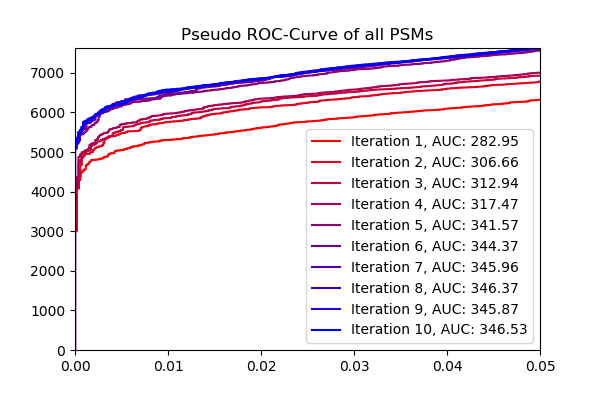 Pseudo ROC-Curve of all PSMs
7000
6000
5000
4000
3000
2000
1000
0
Iteration 1, AUC: 282.95
Iteration 2, AUC: 306.66
Iteration 3, AUC: 312.94
Iteration 4, AUC: 317.47
Iteration 5, AUC: 341.57
Iteration 6, AUC: 344.37
Iteration 7, AUC: 345.96
Iteration 8, AUC: 346.37
Iteration 9, AUC: 345.87
Iteration 10, AUC: 346.53
0.00 0.01 0.02 0.03 0.04 0.05